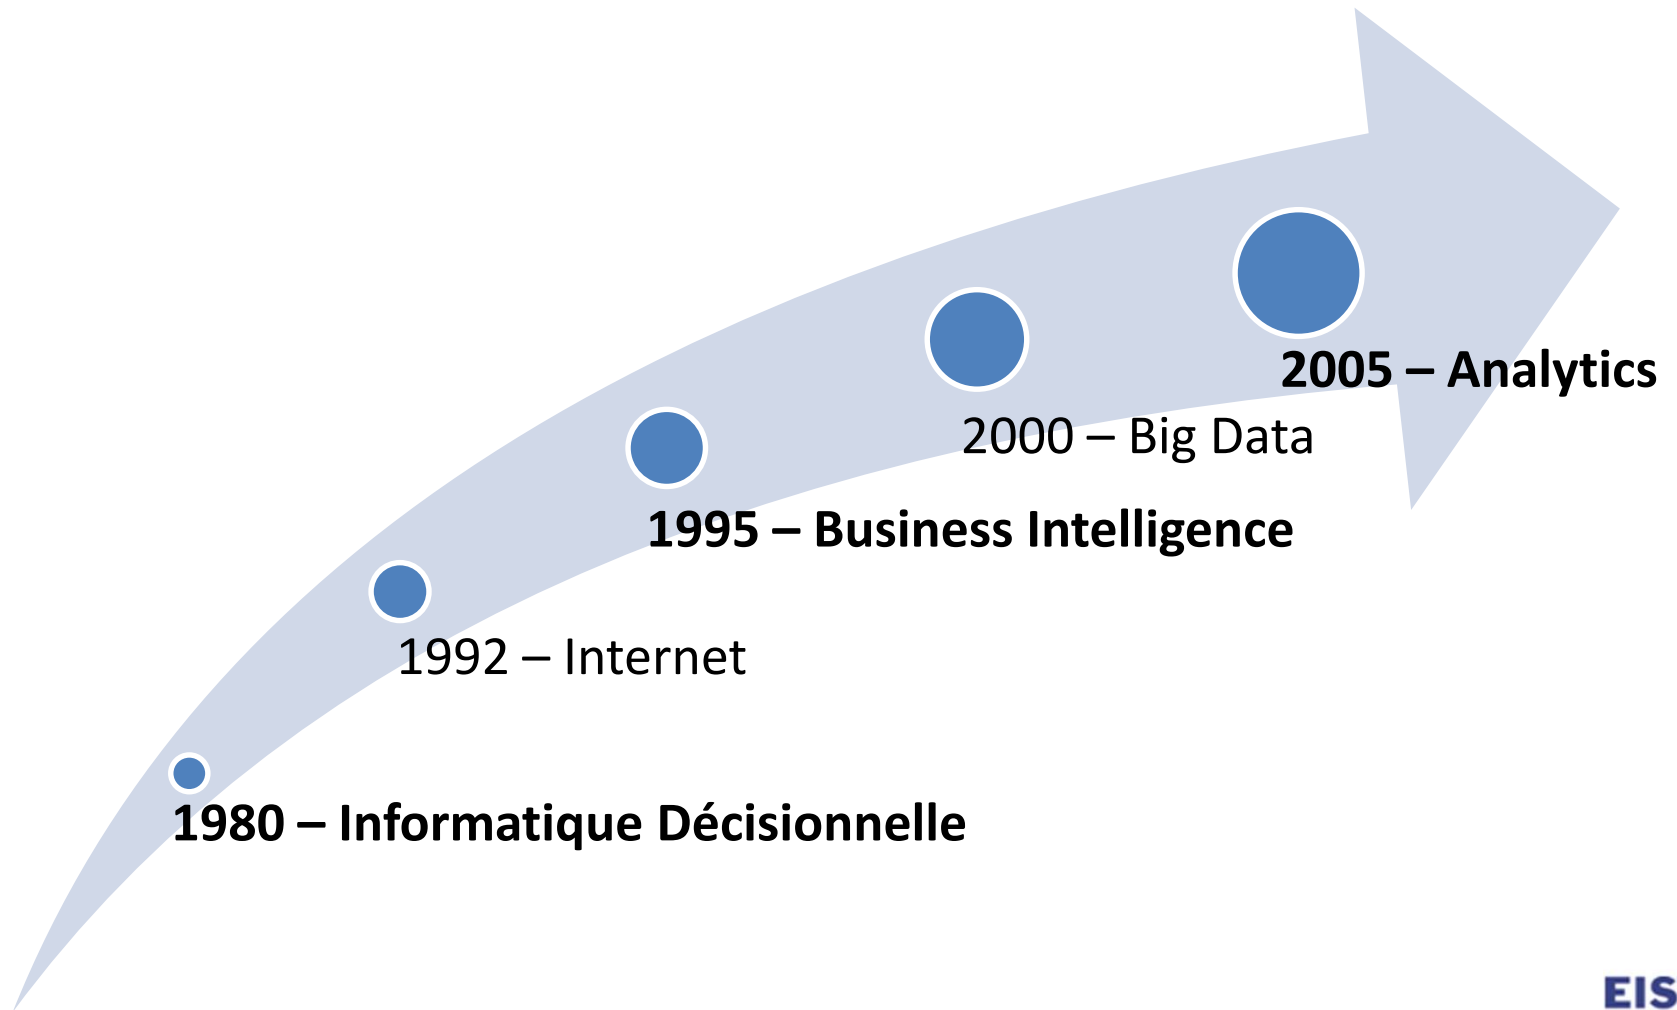 2005 – Analytics
2000 – Big Data
1995 – Business Intelligence
1992 – Internet
1980 – Informatique Décisionnelle
EIS